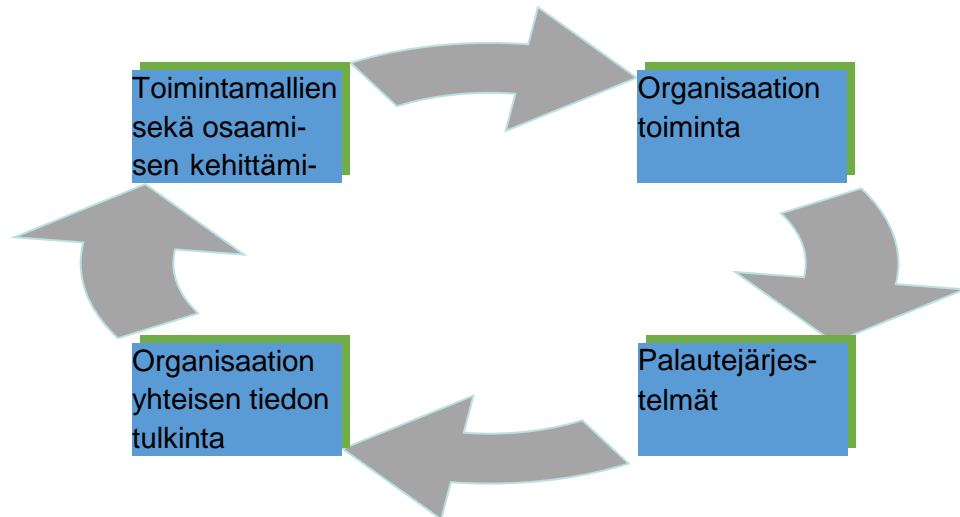 Toimintamallien
sekä osaami-
sen kehittämi-
Organisaation
toiminta
Palautejärjes-
telmät
Organisaation
yhteisen tiedon
tulkinta